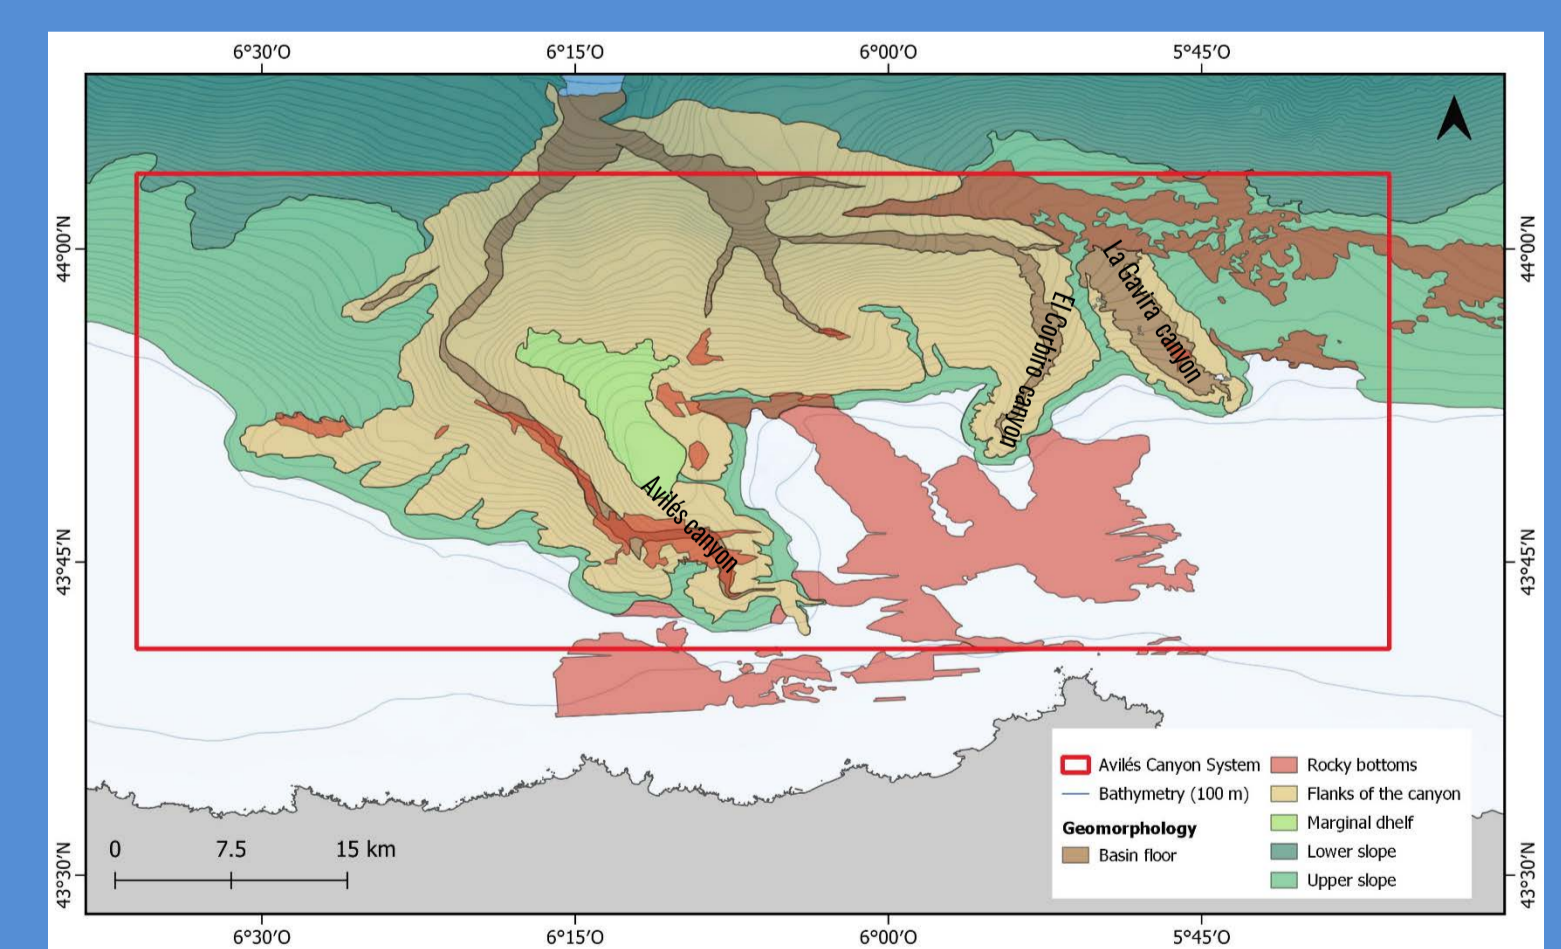 6°30′O 6°15′O 6°00′O 5°45′O
44°00′N 44°00′N
La Gavira canyon
El Corbiro canyon
Avilés canyon
43°45′N 43°45′N
Avilés Canyon System
Bathymetry (100 m)
Geomorphology
Basin floor
Rocky bottoms
Flanks of the canyon
Marginal dhelf
Lower slope
Upper slope
0 7.5 15 km
43°30′N 43°30′N
6°30′O 6°15′O 6°00′O 5°45′O